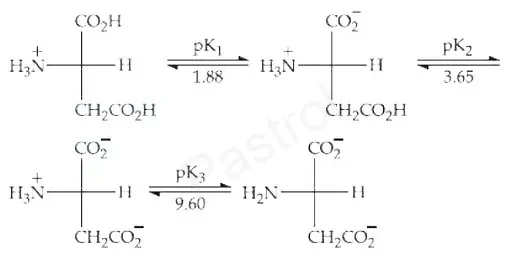 CO₂H
H₃N⁺ H
CH₂CO₂H
pK₁
1.88
CO₂⁻
H₃N⁺ H
CH₂CO₂H
pK₂
3.65
CO₂⁻
H₃N⁺ H
CH₂CO₂⁻
pK₃
9.60
CO₂⁻
H₂N H
CH₂CO₂⁻